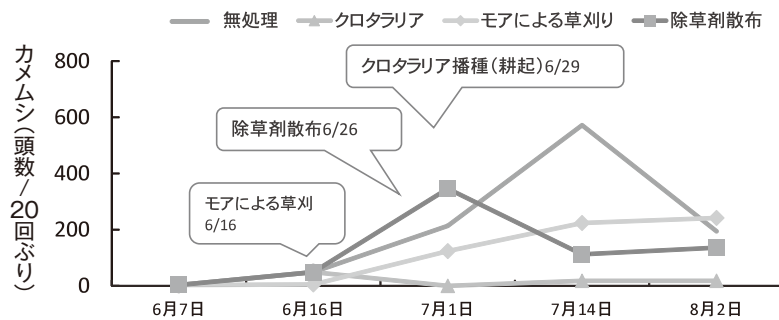 無処理 クロタラリア モアによる草刈り 除草剤散布
カメムシ(頭数/20回ぶり)
800
600
400
200
0
クロタラリア播種(耕起)6/29
除草剤散布6/26
モアによる草刈
6/16
6月7日 6月16日 7月1日 7月14日 8月2日